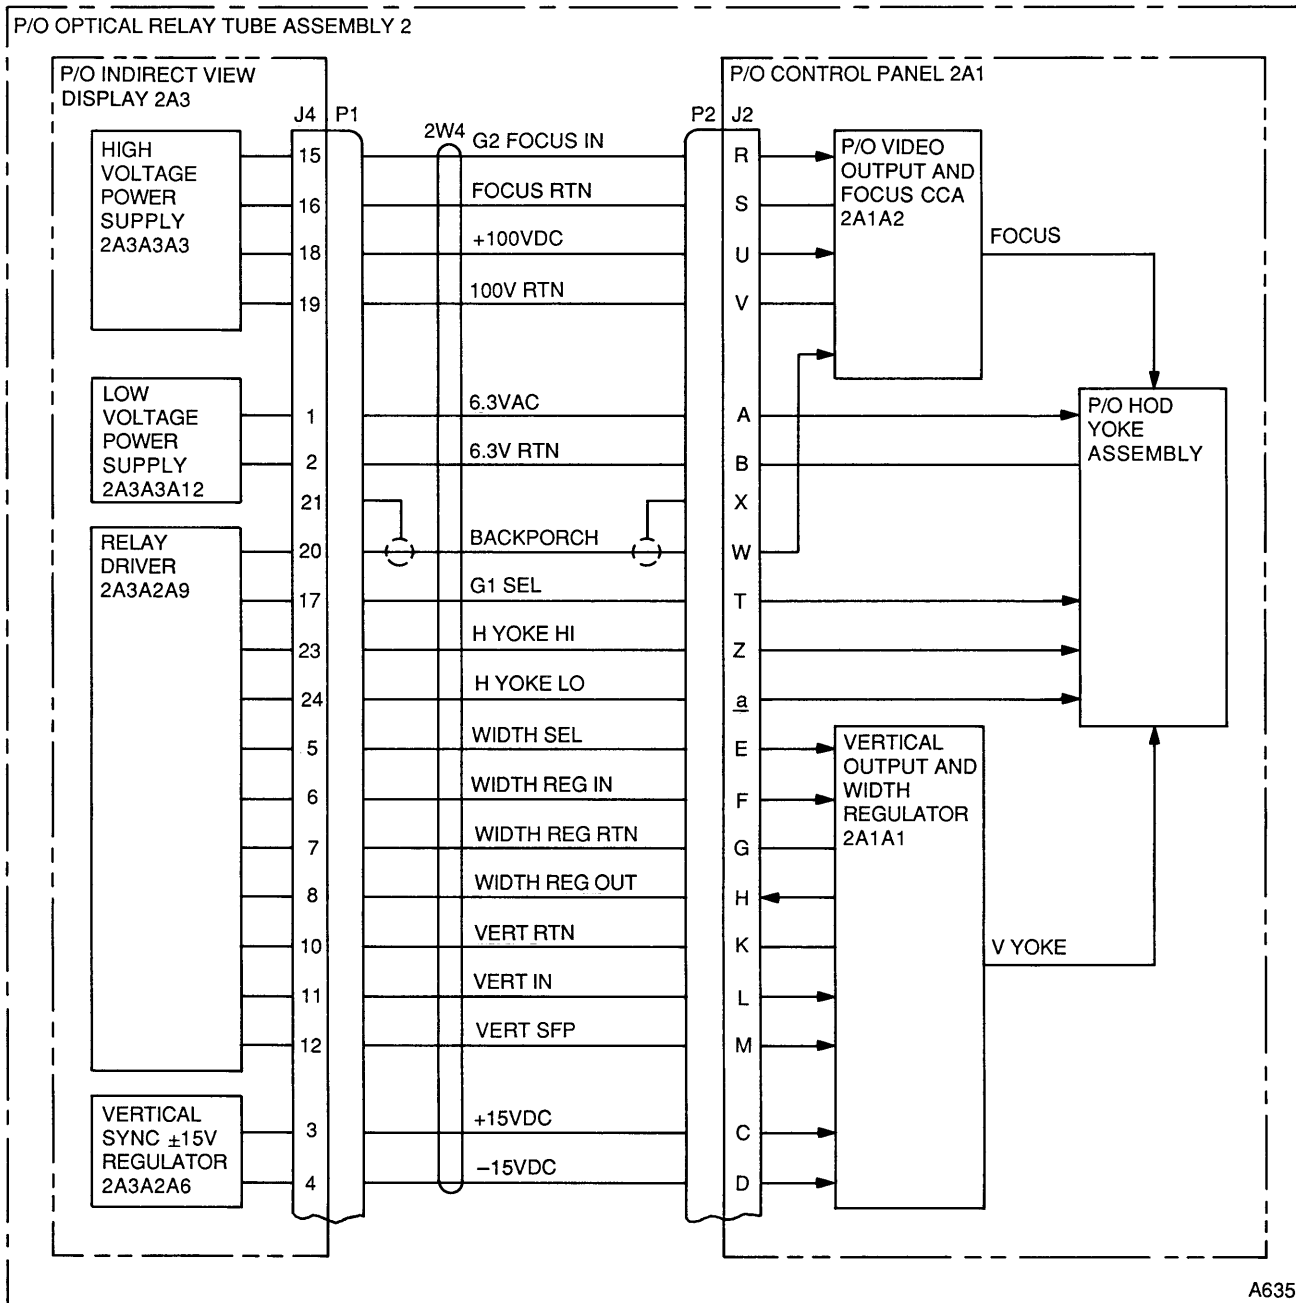 P/O OPTICAL RELAY TUBE ASSEMBLY 2
P/O INDIRECT VIEW
DISPLAY 2A3
P/O CONTROL PANEL 2A1
J4
P1
2W4
P2
J2
HIGH
VOLTAGE
POWER
SUPPLY
2A3A3A3
15
G2 FOCUS IN
R
16
FOCUS RTN
S
18
+100VDC
U
19
100V RTN
V
P/O VIDEO
OUTPUT AND
FOCUS CCA
2A1A2
FOCUS
LOW
VOLTAGE
POWER
SUPPLY
2A3A3A12
1
6.3VAC
A
2
6.3V RTN
B
21
X
P/O HOD
YOKE
ASSEMBLY
RELAY
DRIVER
2A3A2A9
20
BACKPORCH
W
17
G1 SEL
T
23
H YOKE HI
Z
24
H YOKE LO
a
5
WIDTH SEL
E
6
WIDTH REG IN
F
7
WIDTH REG RTN
G
8
WIDTH REG OUT
H
10
VERT RTN
K
11
VERT IN
L
12
VERT SFP
M
VERTICAL
OUTPUT AND
WIDTH
REGULATOR
2A1A1
V YOKE
VERTICAL
SYNC ±15V
REGULATOR
2A3A2A6
3
+15VDC
C
4
–15VDC
D
A635